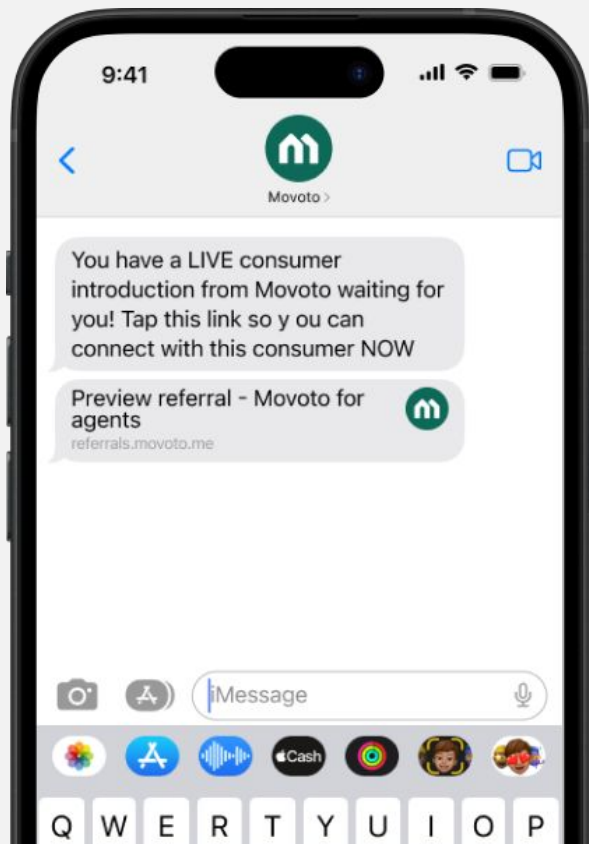 9:41
Movoto >
You have a LIVE consumer
introduction from Movoto waiting for
you! Tap this link so y ou can
connect with this consumer NOW
Preview referral - Movoto for
agents
referrals.movoto.me
iMessage
Cash
Q W E R T Y U I O P